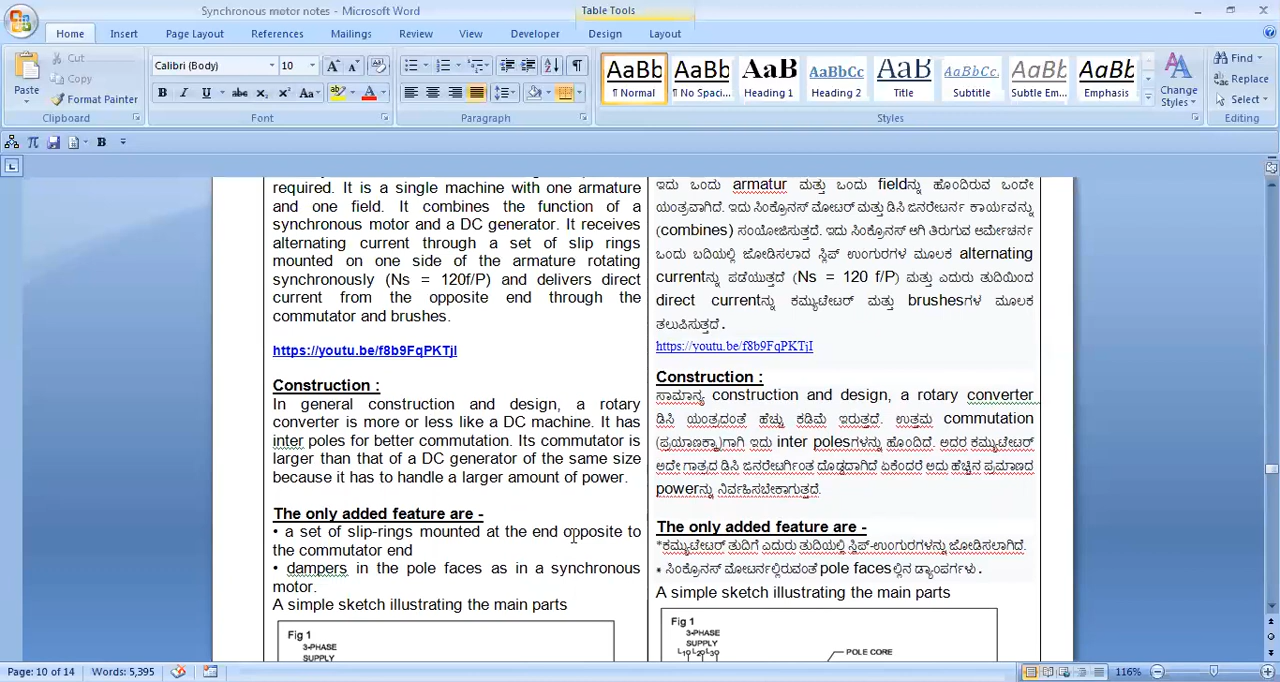 Synchronous motor notes - Microsoft Word
Table Tools
Home Insert Page Layout References Mailings Review View Developer Design Layout
Paste
Cut
Copy
Format Painter
Clipboard
Calibri (Body) 10
Font
Paragraph
AaBb AaBb AaB AaBbCc AaB AaBbCc. AaBbCc AaBbC
¶ Normal ¶ No Spaci... Heading 1 Heading 2 Title Subtitle Subtle Em... Emphasis
Change Styles
Styles
Find
Replace
Select
Editing
required. It is a single machine with one armature
and one field. It combines the function of a
synchronous motor and a DC generator. It receives
alternating current through a set of slip rings
mounted on one side of the armature rotating
synchronously (Ns = 120f/P) and delivers direct
current from the opposite end through the
commutator and brushes.
https://youtu.be/f8b9FqPKTjI
Construction :
In general construction and design, a rotary
converter is more or less like a DC machine. It has
inter poles for better commutation. Its commutator is
larger than that of a DC generator of the same size
because it has to handle a larger amount of power.
The only added feature are -
• a set of slip-rings mounted at the end opposite to
the commutator end
• dampers in the pole faces as in a synchronous
motor.
A simple sketch illustrating the main parts
Fig 1
3-PHASE
SUPPLY
ಇದು ಒಂದು armatur ಮತ್ತು ಒಂದು fieldನ್ನು ಹೊಂದಿರುವ ಒಂದೇ
ಯಂತ್ರವಾಗಿದೆ. ಇದು ಸಿಂಕ್ರೊನಸ್ ಮೋಟರ್ ಮತ್ತು ಡಿಸಿ ಜನರೇಟರ್ನ ಕಾರ್ಯವನ್ನು
(combines) ಸಂಯೋಜಿಸುತ್ತದೆ. ಇದು ಸಿಂಕ್ರೊನಸ್ ಆಗಿ ತಿರುಗುವ ಆರ್ಮೇಚರ್ನ
ಒಂದು ಬದಿಯಲ್ಲಿ ಜೋಡಿಸಲಾದ ಸ್ಲಿಪ್ ಉಂಗುರಗಳ ಮೂಲಕ alternating
currentನ್ನು ಪಡೆಯುತ್ತದೆ (Ns = 120 f/P) ಮತ್ತು ಎದುರು ತುದಿಯಿಂದ
direct currentನ್ನು ಕಮ್ಯುಟೇಟರ್ ಮತ್ತು brushesಗಳ ಮೂಲಕ
ತಲುಪಿಸುತ್ತದೆ.
https://youtu.be/f8b9FqPKTjI
Construction :
ಸಾಮಾನ್ಯ construction and design, a rotary converter
ಡಿಸಿ ಯಂತ್ರದಂತೆ ಹೆಚ್ಚು ಕಡಿಮೆ ಇರುತ್ತದೆ. ಉತ್ತಮ commutation
(ಪ್ರಯಾಣಕ್ಕಾ)ಗಾಗಿ ಇದು inter polesಗಳನ್ನು ಹೊಂದಿದೆ. ಅದರ ಕಮ್ಯುಟೇಟರ್
ಅದೇ ಗಾತ್ರದ ಡಿಸಿ ಜನರೇಟರ್ಗಿಂತ ದೊಡ್ಡದಾಗಿದೆ ಏಕೆಂದರೆ ಅದು ಹೆಚ್ಚಿನ ಪ್ರಮಾಣದ
powerನ್ನು ನಿರ್ವಹಿಸಬೇಕಾಗುತ್ತದೆ.
The only added feature are -
*ಕಮ್ಯುಟೇಟರ್ ತುದಿಗೆ ಎದುರು ತುದಿಯಲ್ಲಿ ಸ್ಲಿಪ್-ಉಂಗುರಗಳನ್ನು ಜೋಡಿಸಲಾಗಿದೆ.
* ಸಿಂಕ್ರೊನಸ್ ಮೋಟರ್ನಲ್ಲಿರುವಂತೆ pole facesಲ್ಲಿನ ಡ್ಯಾಂಪರ್ಗಳು.
A simple sketch illustrating the main parts
Fig 1
3-PHASE
SUPPLY
POLE CORE
Page: 10 of 14 Words: 5,395 116%